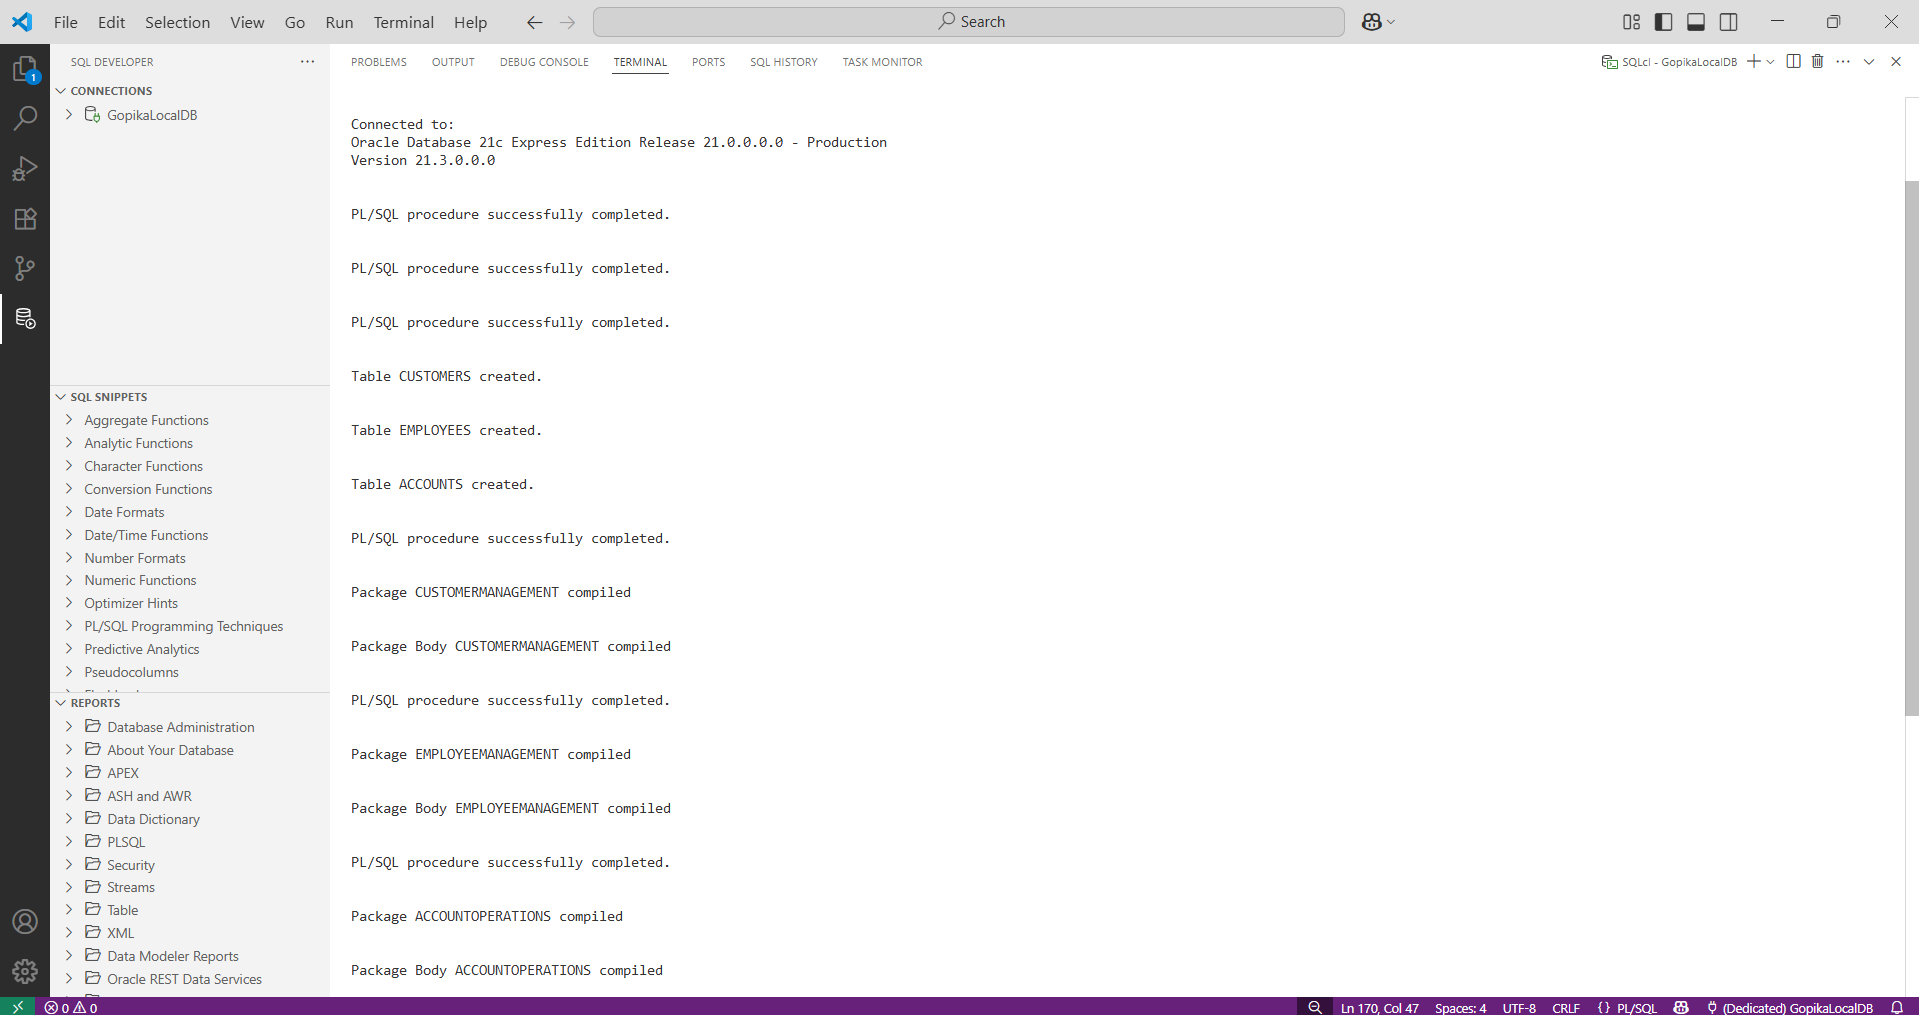 File Edit Selection View Go Run Terminal Help
Search
1
SQL DEVELOPER
CONNECTIONS
GopikaLocalDB
SQL SNIPPETS
Aggregate Functions
Analytic Functions
Character Functions
Conversion Functions
Date Formats
Date/Time Functions
Number Formats
Numeric Functions
Optimizer Hints
PL/SQL Programming Techniques
Predictive Analytics
Pseudocolumns
REPORTS
Database Administration
About Your Database
APEX
ASH and AWR
Data Dictionary
PLSQL
Security
Streams
Table
XML
Data Modeler Reports
Oracle REST Data Services
PROBLEMS OUTPUT DEBUG CONSOLE TERMINAL PORTS SQL HISTORY TASK MONITOR
SQLcl - GopikaLocalDB
Connected to:
Oracle Database 21c Express Edition Release 21.0.0.0.0 - Production
Version 21.3.0.0.0
PL/SQL procedure successfully completed.
PL/SQL procedure successfully completed.
PL/SQL procedure successfully completed.
Table CUSTOMERS created.
Table EMPLOYEES created.
Table ACCOUNTS created.
PL/SQL procedure successfully completed.
Package CUSTOMERMANAGEMENT compiled
Package Body CUSTOMERMANAGEMENT compiled
PL/SQL procedure successfully completed.
Package EMPLOYEEMANAGEMENT compiled
Package Body EMPLOYEEMANAGEMENT compiled
PL/SQL procedure successfully completed.
Package ACCOUNTOPERATIONS compiled
Package Body ACCOUNTOPERATIONS compiled
0 0
Ln 170, Col 47 Spaces: 4 UTF-8 CRLF {} PL/SQL (Dedicated) GopikaLocalDB